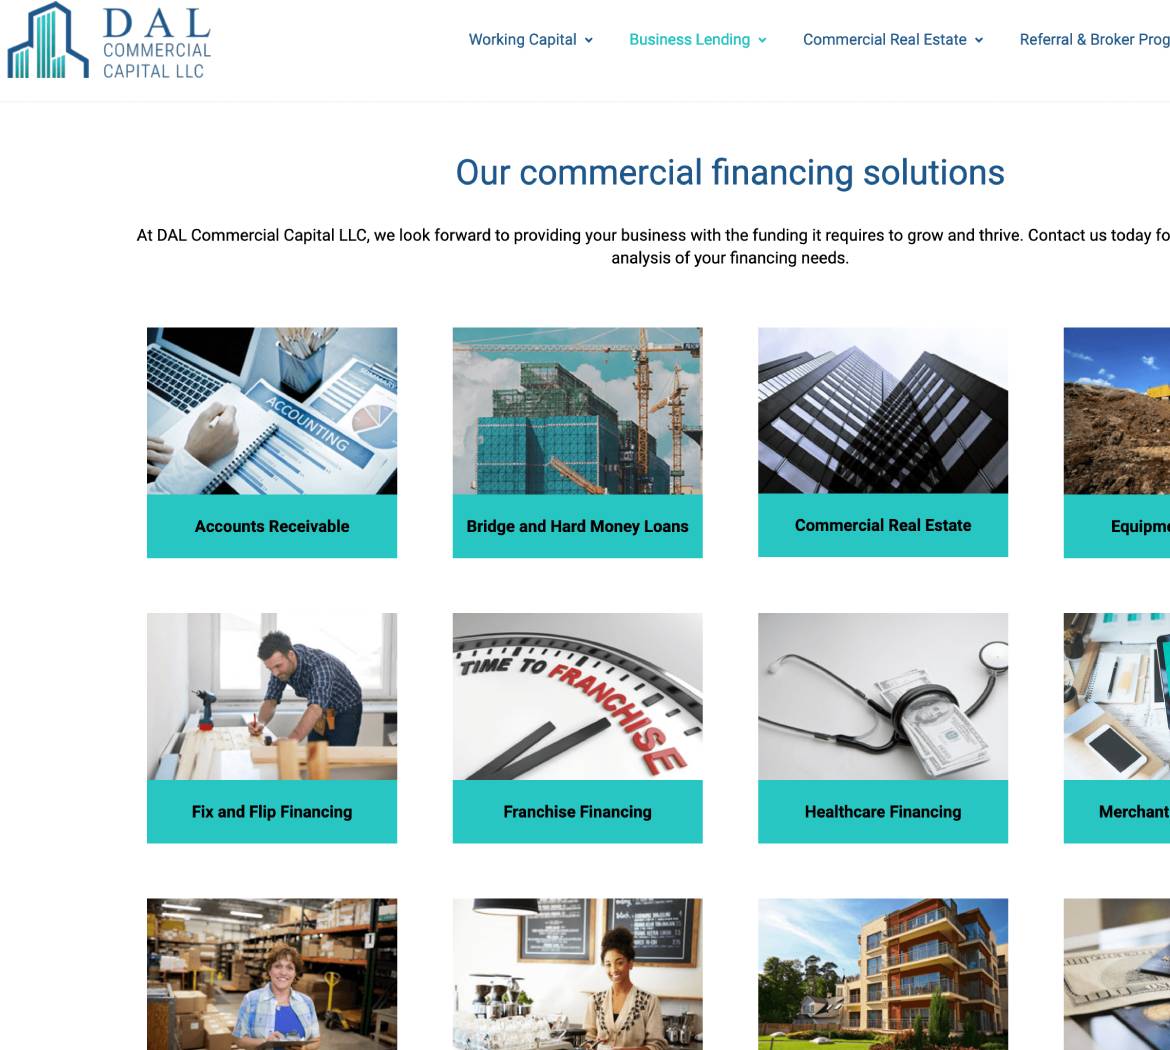 DAL
COMMERCIAL
CAPITAL LLC
Working Capital
Business Lending
Commercial Real Estate
Referral & Broker Prog
Our commercial financing solutions
At DAL Commercial Capital LLC, we look forward to providing your business with the funding it requires to grow and thrive. Contact us today fo
analysis of your financing needs.
SUMMARY
ACCOUNTING
Accounts Receivable
Bridge and Hard Money Loans
Commercial Real Estate
Equipme
TIME TO FRANCHISE
Fix and Flip Financing
Franchise Financing
Healthcare Financing
Merchant